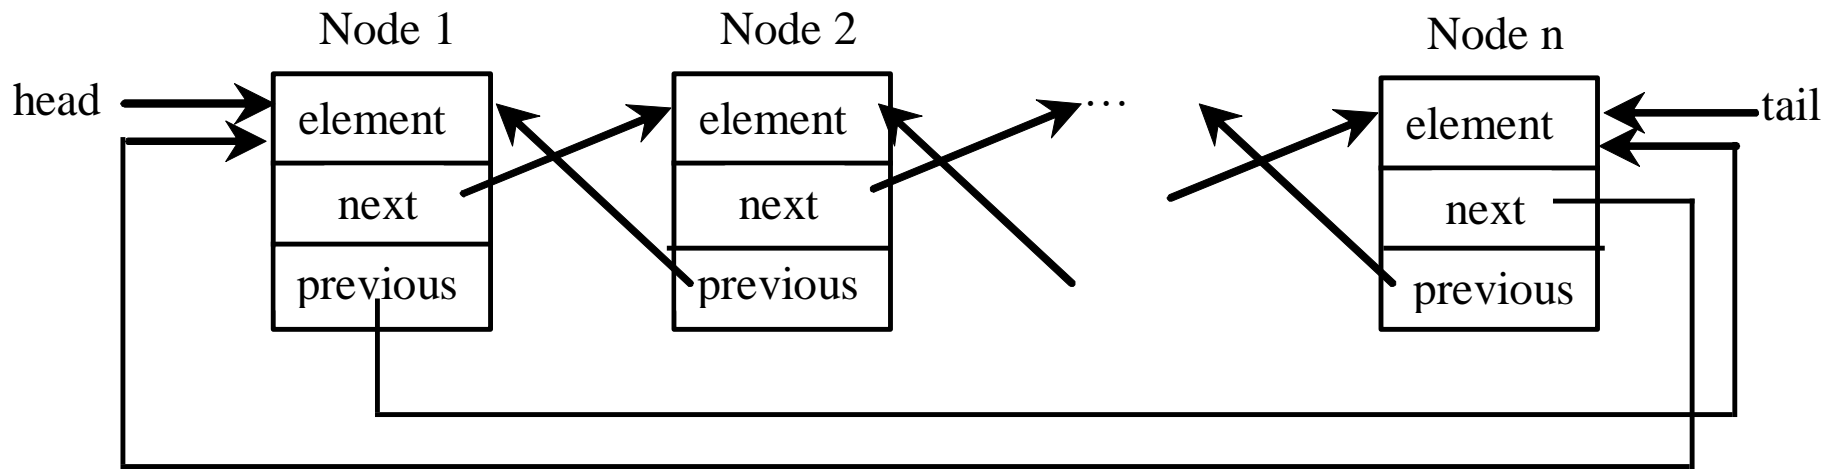 Node 1
Node 2
Node n
head
element
element
...
element
tail
next
next
next
previous
previous
previous